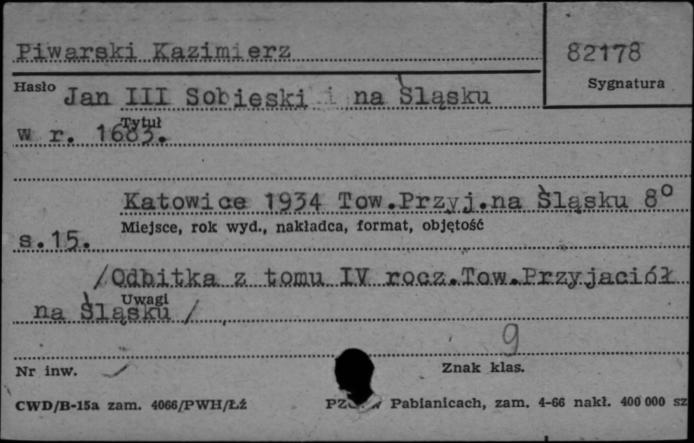 Piwarski Kazimierz
82178
Hasło
Sygnatura
Jan III Sobieski i na Śląsku
Tytuł
w r. 1683.
Katowice 1934 Tow.Przyj.na Śląsku 8°
Miejsce, rok wyd., nakładca, format, objętość
s.15.
/Odbitka z tomu IV rocz.Tow.Przyjaciół
Uwagi
na Śląsku /
9
Nr inw.
Znak klas.
CWD/B-15a zam. 4066/PWH/Łź
Pabianicach, zam. 4-66 nakł. 400 000 sz